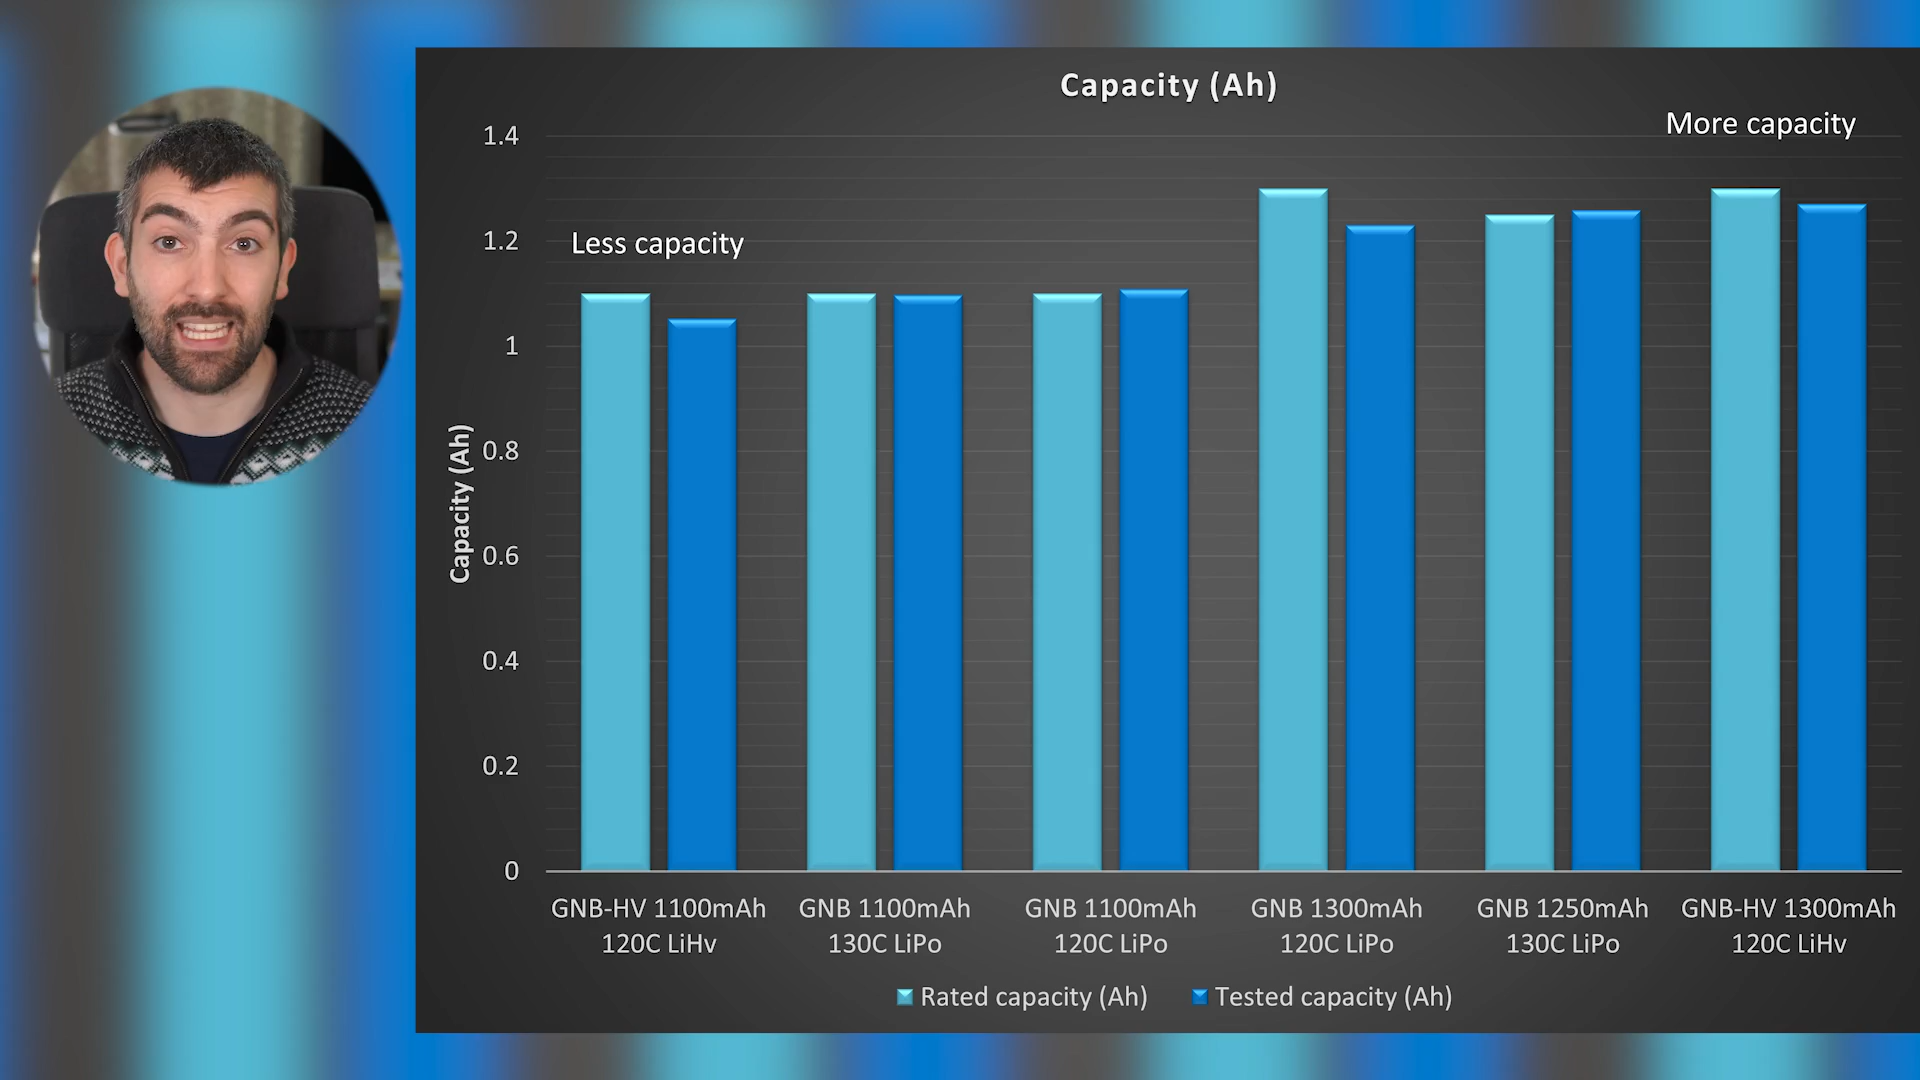 Capacity (Ah)
More capacity
Less capacity
1.4
1.2
1
0.8
0.6
0.4
0.2
0
Capacity (Ah)
GNB-HV 1100mAh
120C LiHv
GNB 1100mAh
130C LiPo
GNB 1100mAh
120C LiPo
GNB 1300mAh
120C LiPo
GNB 1250mAh
130C LiPo
GNB-HV 1300mAh
120C LiHv
Rated capacity (Ah)
Tested capacity (Ah)